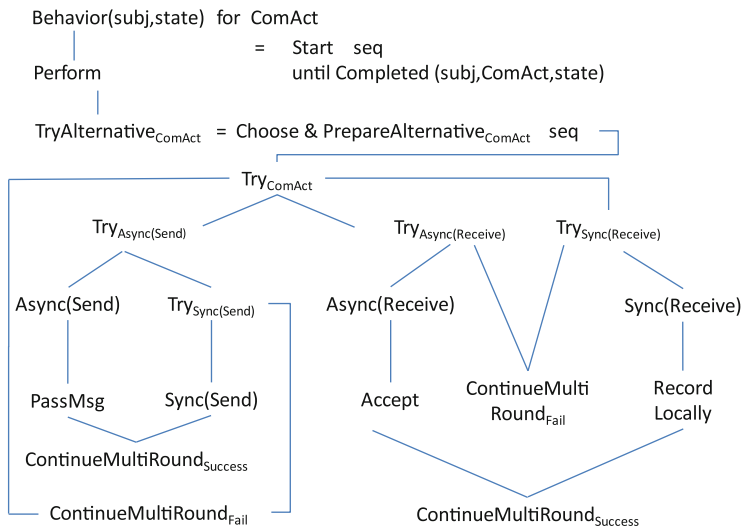 Behavior(subj,state) for ComAct
= Start seq
Perform
until Completed (subj,ComAct,state)
TryAlternative_ComAct = Choose & PrepareAlternative_ComAct seq
Try_ComAct
Try_Async(Send)
Try_Async(Receive)
Try_Sync(Receive)
Async(Send)
Try_Sync(Send)
Async(Receive)
Sync(Receive)
PassMsg
Sync(Send)
Accept
ContinueMulti
Round_Fail
Record
Locally
ContinueMultiRound_Success
ContinueMultiRound_Fail
ContinueMultiRound_Success